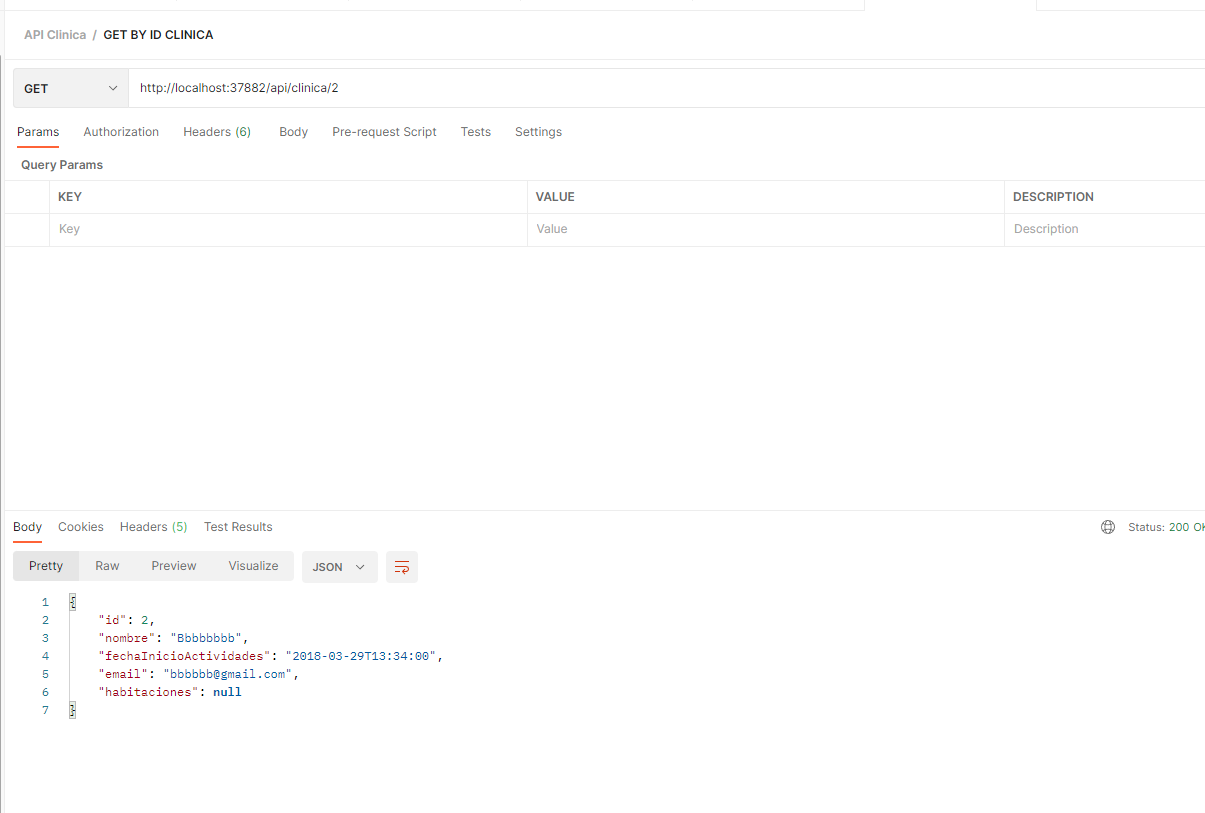 API Clinica / GET BY ID CLINICA
GET http://localhost:37882/api/clinica/2
Params Authorization Headers (6) Body Pre-request Script Tests Settings
Query Params
KEY VALUE DESCRIPTION
Key Value Description
Body Cookies Headers (5) Test Results Status: 200 OK
Pretty Raw Preview Visualize JSON
1 {
2 "id": 2,
3 "nombre": "Bbbbbbbb",
4 "fechaInicioActividades": "2018-03-29T13:34:00",
5 "email": "bbbbbb@gmail.com",
6 "habitaciones": null
7 }